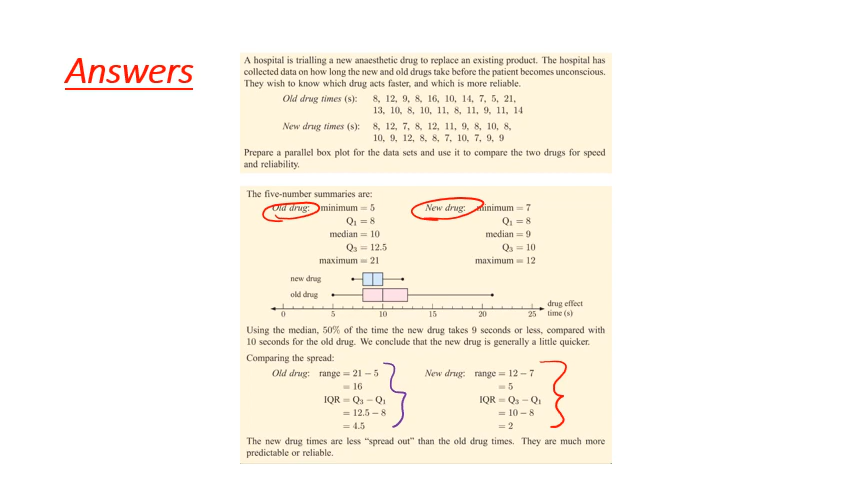 Answers
A hospital is trialling a new anaesthetic drug to replace an existing product. The hospital has
collected data on how long the new and old drugs take before the patient becomes unconscious.
They wish to know which drug acts faster, and which is more reliable.
Old drug times (s): 8, 12, 9, 8, 16, 10, 14, 7, 5, 21,
13, 10, 8, 10, 11, 8, 11, 9, 11, 14
New drug times (s): 8, 12, 7, 8, 12, 11, 9, 8, 10, 8,
10, 9, 12, 8, 8, 7, 10, 7, 9, 9
Prepare a parallel box plot for the data sets and use it to compare the two drugs for speed
and reliability.
The five-number summaries are:
Old drug: minimum = 5 New drug: minimum = 7
Q1 = 8 Q1 = 8
median = 10 median = 9
Q3 = 12.5 Q3 = 10
maximum = 21 maximum = 12
new drug
old drug
drug effect
time (s)
0 5 10 15 20 25
Using the median, 50% of the time the new drug takes 9 seconds or less, compared with
10 seconds for the old drug. We conclude that the new drug is generally a little quicker.
Comparing the spread:
Old drug: range = 21 − 5 New drug: range = 12 − 7
= 16 = 5
IQR = Q3 − Q1 IQR = Q3 − Q1
= 12.5 − 8 = 10 − 8
= 4.5 = 2
The new drug times are less “spread out” than the old drug times. They are much more
predictable or reliable.